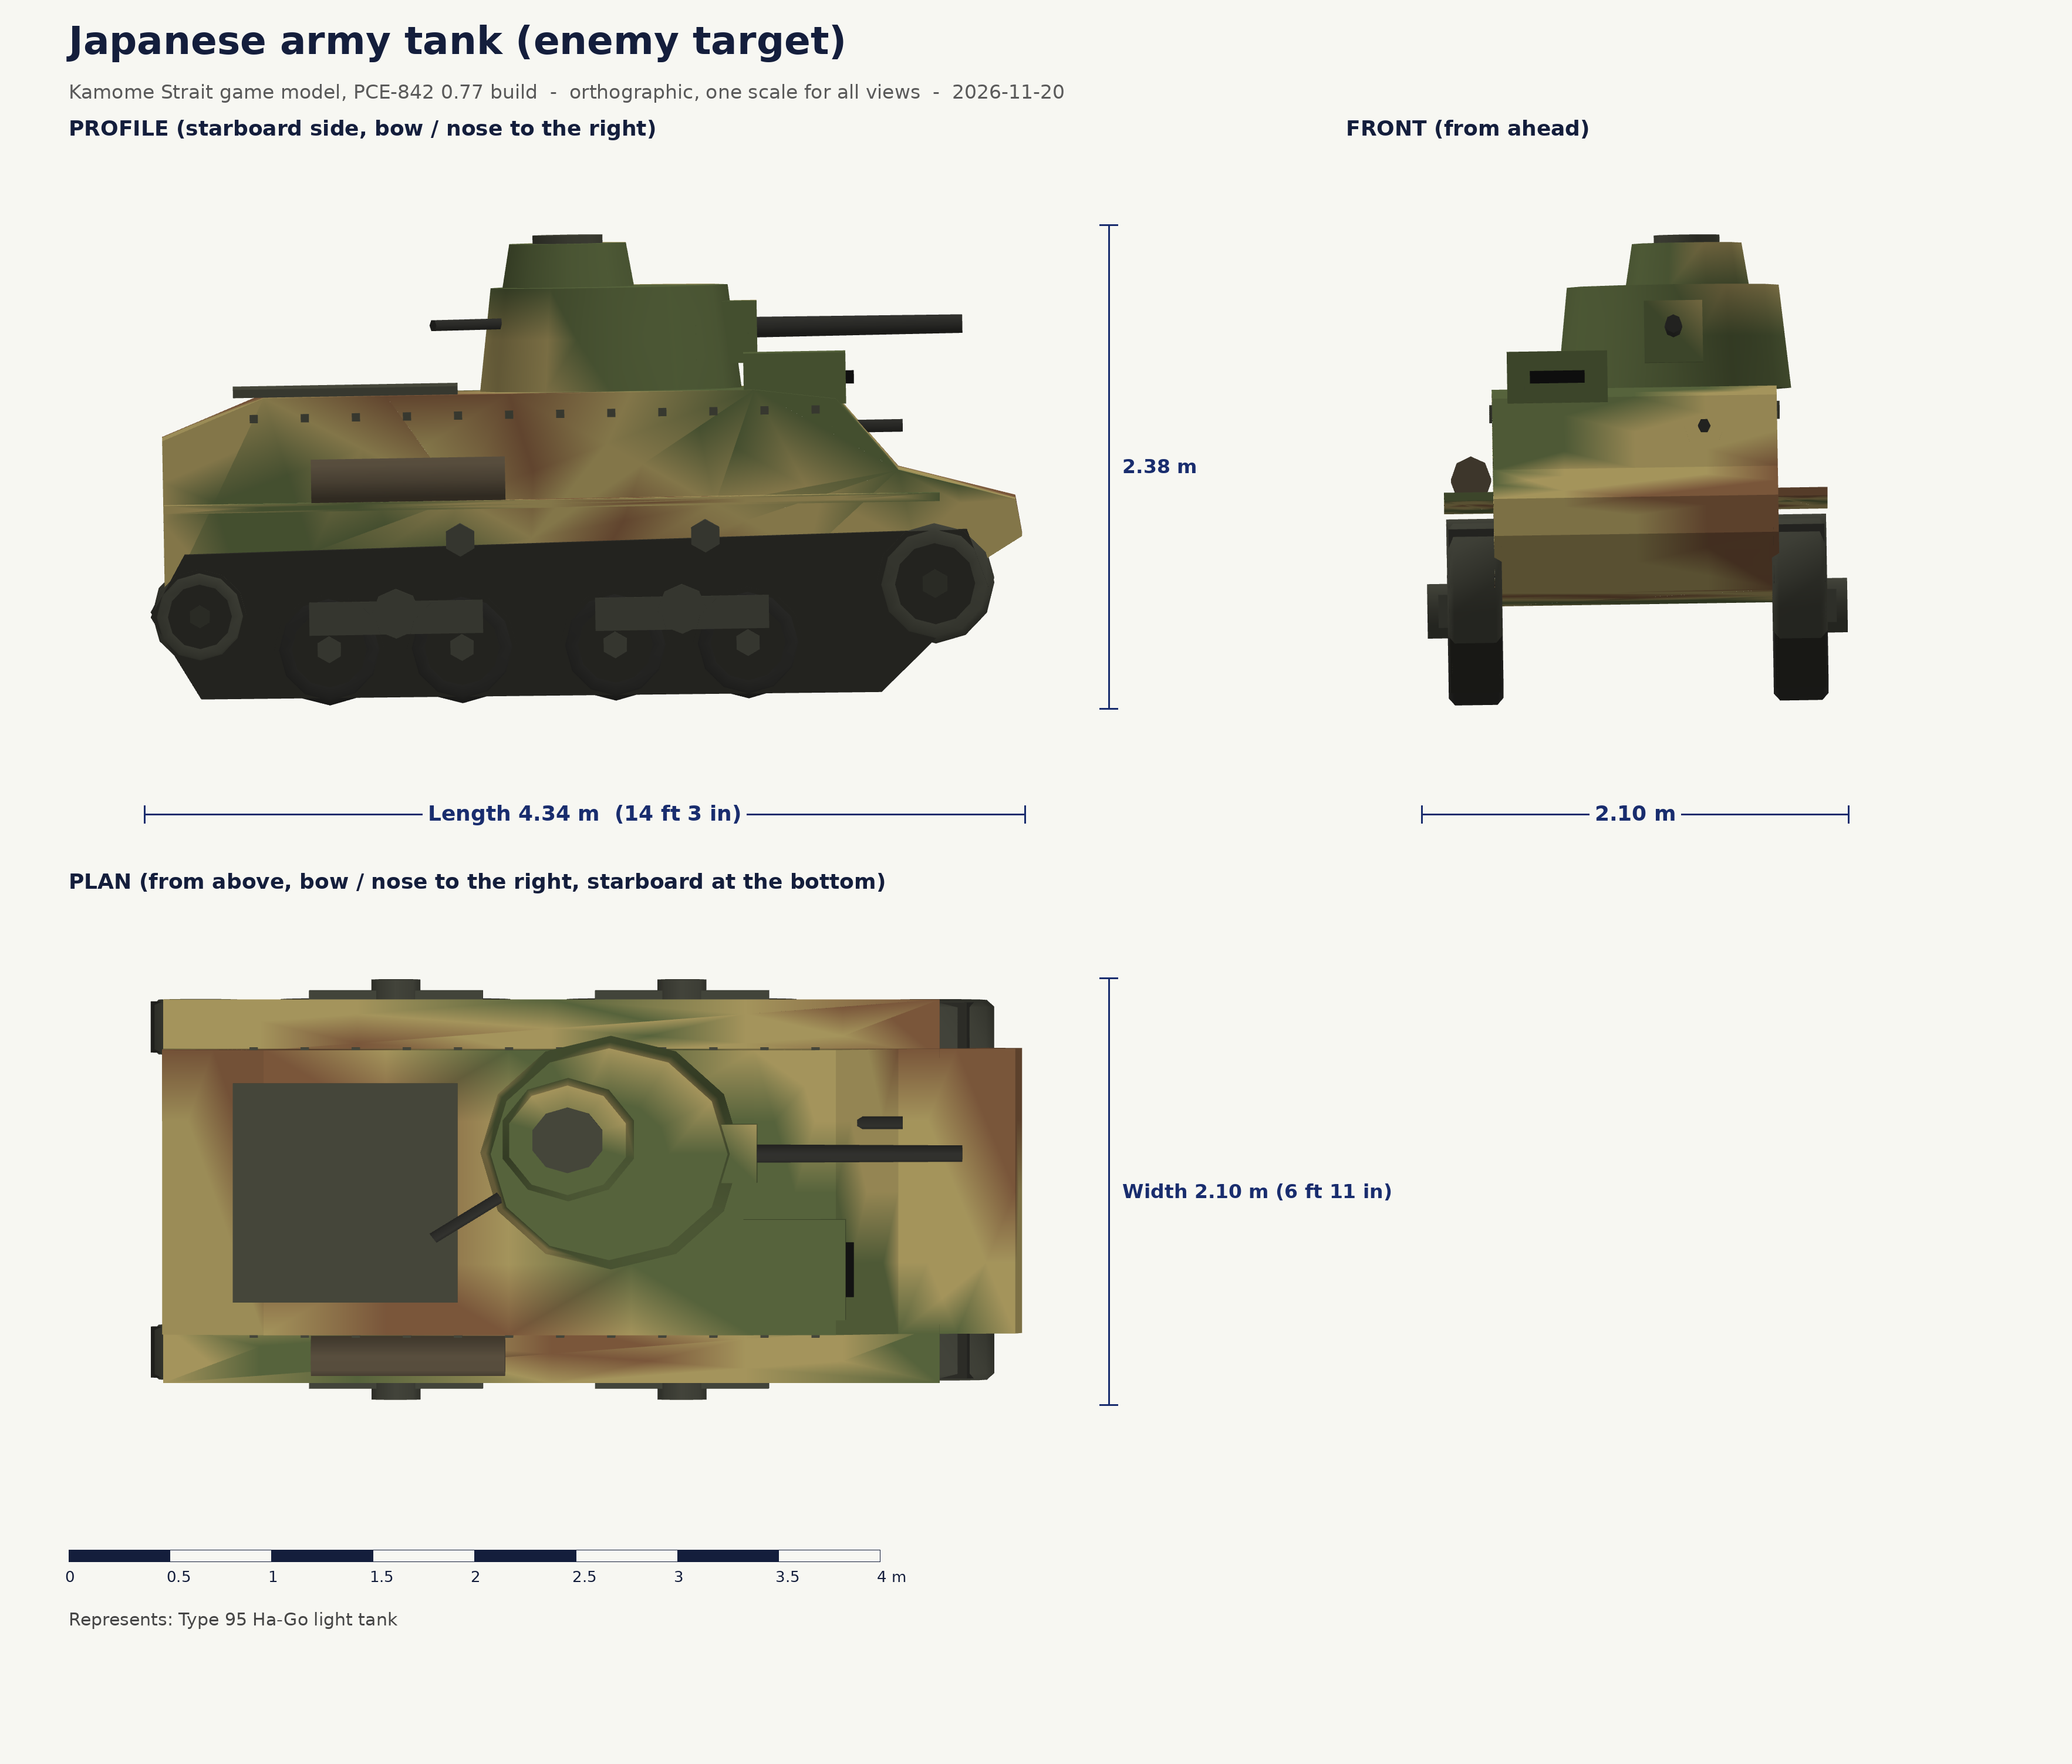 Japanese army tank (enemy target)
Kamome Strait game model, PCE-842 0.77 build  -  orthographic, one scale for all views  -  2026-11-20
PROFILE (starboard side, bow / nose to the right)
FRONT (from ahead)
2.38 m
Length 4.34 m  (14 ft 3 in)
2.10 m
PLAN (from above, bow / nose to the right, starboard at the bottom)
Width 2.10 m (6 ft 11 in)
0 0.5 1 1.5 2 2.5 3 3.5 4 m
Represents: Type 95 Ha-Go light tank